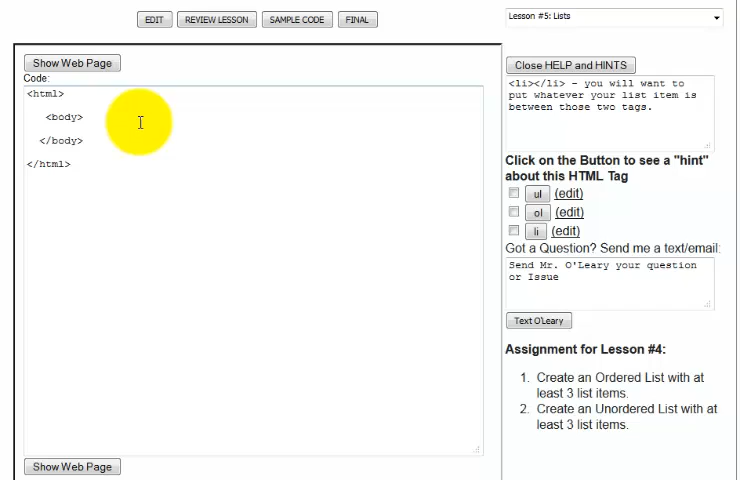 EDIT REVIEW LESSON SAMPLE CODE FINAL
Lesson #5: Lists
Show Web Page
Code:
<html>
<body>
</body>
</html>
Show Web Page
Close HELP and HINTS
<li></li> - you will want to
put whatever your list item is
between those two tags.
Click on the Button to see a "hint"
about this HTML Tag
ul (edit)
ol (edit)
li (edit)
Got a Question? Send me a text/email:
Send Mr. O'Leary your question
or Issue
Text O'Leary
Assignment for Lesson #4:
1. Create an Ordered List with at
least 3 list items.
2. Create an Unordered List with at
least 3 list items.